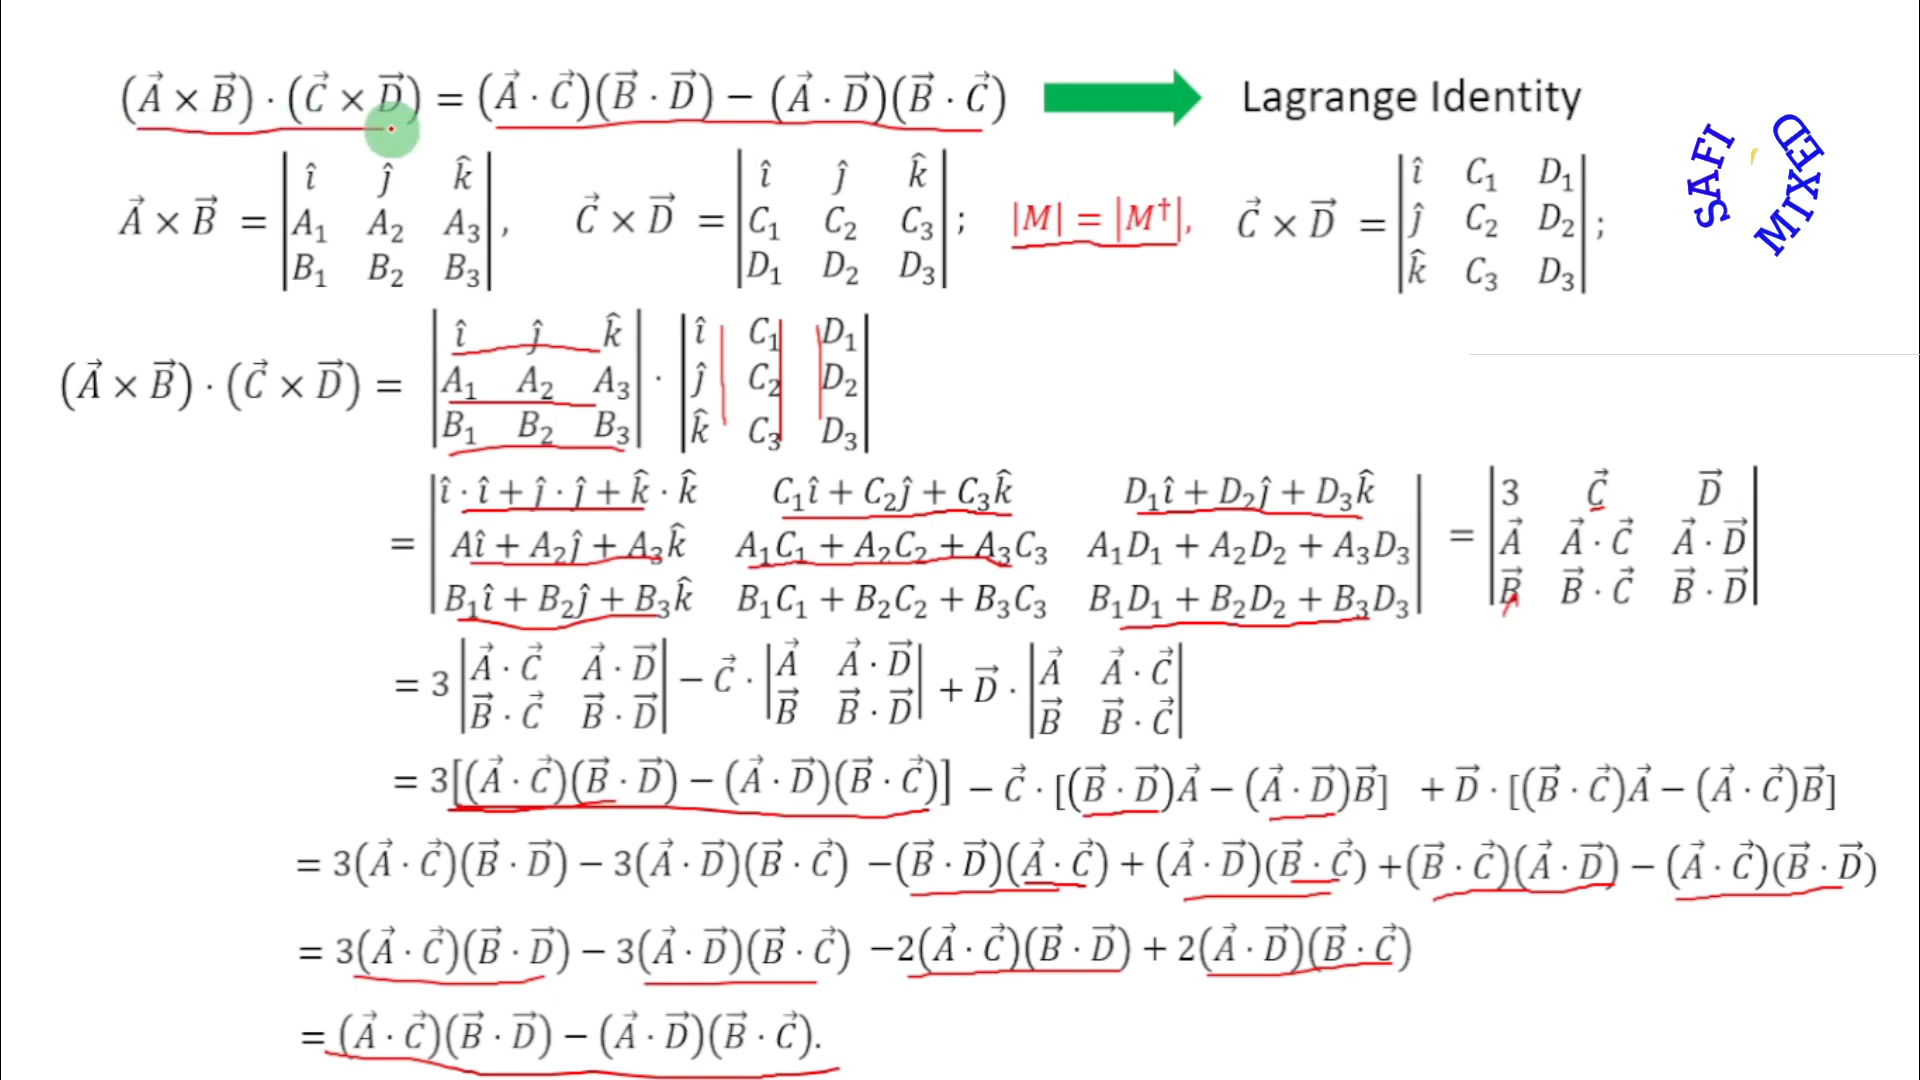 (A⃗ × B⃗) · (C⃗ × D⃗) = (A⃗ · C⃗)(B⃗ · D⃗) − (A⃗ · D⃗)(B⃗ · C⃗) Lagrange Identity
SAFI MIXED
A⃗ × B⃗ = |î ĵ k̂; A₁ A₂ A₃; B₁ B₂ B₃|, C⃗ × D⃗ = |î ĵ k̂; C₁ C₂ C₃; D₁ D₂ D₃|; |M| = |M†|, C⃗ × D⃗ = |î C₁ D₁; ĵ C₂ D₂; k̂ C₃ D₃|;
(A⃗ × B⃗) · (C⃗ × D⃗) = |î ĵ k̂; A₁ A₂ A₃; B₁ B₂ B₃| · |î C₁ D₁; ĵ C₂ D₂; k̂ C₃ D₃|
= |î · î + ĵ · ĵ + k̂ · k̂ C₁î + C₂ĵ + C₃k̂ D₁î + D₂ĵ + D₃k̂; Aî + A₂ĵ + A₃k̂ A₁C₁ + A₂C₂ + A₃C₃ A₁D₁ + A₂D₂ + A₃D₃; B₁î + B₂ĵ + B₃k̂ B₁C₁ + B₂C₂ + B₃C₃ B₁D₁ + B₂D₂ + B₃D₃| = |3 C⃗ D⃗; A⃗ A⃗ · C⃗ A⃗ · D⃗; B⃗ B⃗ · C⃗ B⃗ · D⃗|
= 3 |A⃗ · C⃗ A⃗ · D⃗; B⃗ · C⃗ B⃗ · D⃗| − C⃗ · |A⃗ A⃗ · D⃗; B⃗ B⃗ · D⃗| + D⃗ · |A⃗ A⃗ · C⃗; B⃗ B⃗ · C⃗|
= 3[(A⃗ · C⃗)(B⃗ · D⃗) − (A⃗ · D⃗)(B⃗ · C⃗)] − C⃗ · [(B⃗ · D⃗)A⃗ − (A⃗ · D⃗)B⃗] + D⃗ · [(B⃗ · C⃗)A⃗ − (A⃗ · C⃗)B⃗]
= 3(A⃗ · C⃗)(B⃗ · D⃗) − 3(A⃗ · D⃗)(B⃗ · C⃗) −(B⃗ · D⃗)(A⃗ · C⃗) + (A⃗ · D⃗)(B⃗ · C⃗) +(B⃗ · C⃗)(A⃗ · D⃗) − (A⃗ · C⃗)(B⃗ · D⃗)
= 3(A⃗ · C⃗)(B⃗ · D⃗) − 3(A⃗ · D⃗)(B⃗ · C⃗) −2(A⃗ · C⃗)(B⃗ · D⃗) + 2(A⃗ · D⃗)(B⃗ · C⃗)
= (A⃗ · C⃗)(B⃗ · D⃗) − (A⃗ · D⃗)(B⃗ · C⃗).